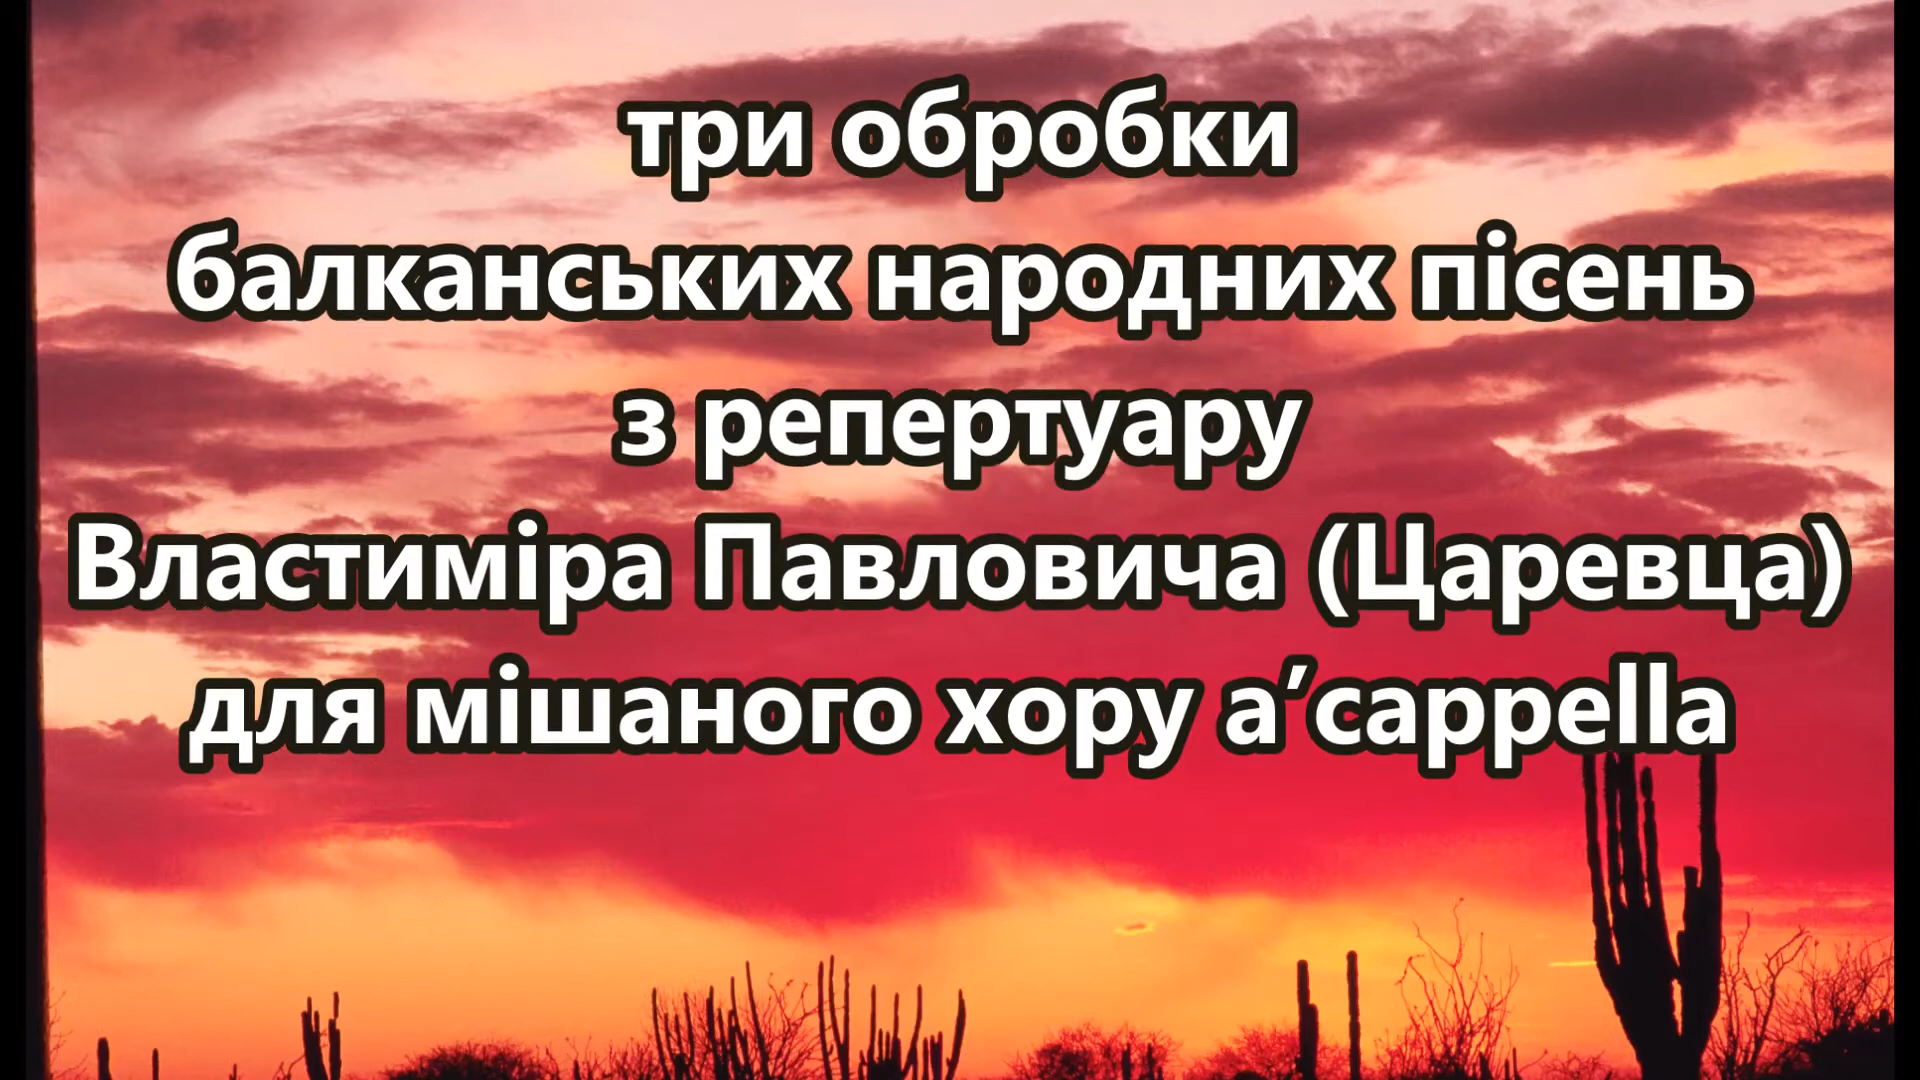 три обробки
балканських народних пісень
з репертуару
Властиміра Павловича (Царевца)
для мішаного хору a′cappella